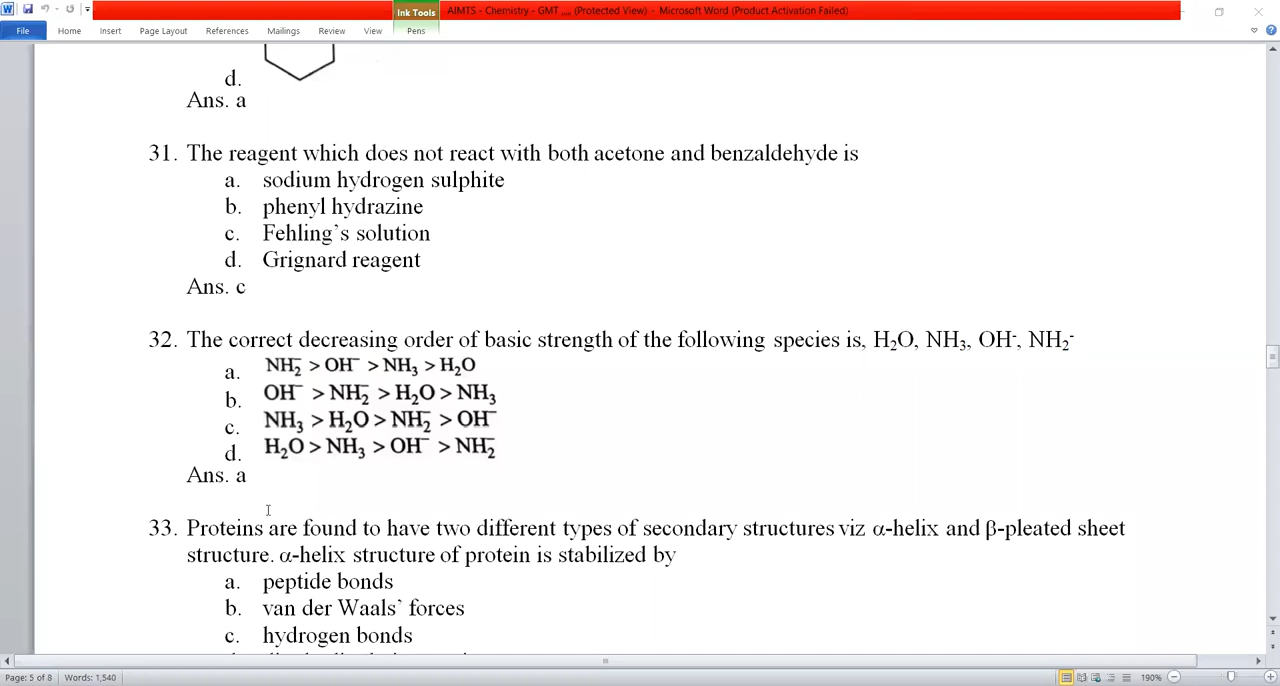 Ink Tools
AIMTS - Chemistry - GMT .... (Protected View) - Microsoft Word (Product Activation Failed)
File Home Insert Page Layout References Mailings Review View Pens
d.
Ans. a
31. The reagent which does not react with both acetone and benzaldehyde is
a. sodium hydrogen sulphite
b. phenyl hydrazine
c. Fehling's solution
d. Grignard reagent
Ans. c
32. The correct decreasing order of basic strength of the following species is, H₂O, NH₃, OH⁻, NH₂⁻
a. NH₂⁻ > OH⁻ > NH₃ > H₂O
b. OH⁻ > NH₂⁻ > H₂O > NH₃
c. NH₃ > H₂O > NH₂⁻ > OH⁻
d. H₂O > NH₃ > OH⁻ > NH₂⁻
Ans. a
33. Proteins are found to have two different types of secondary structures viz α-helix and β-pleated sheet
structure. α-helix structure of protein is stabilized by
a. peptide bonds
b. van der Waals' forces
c. hydrogen bonds
Page: 5 of 8 Words: 1,540 190%